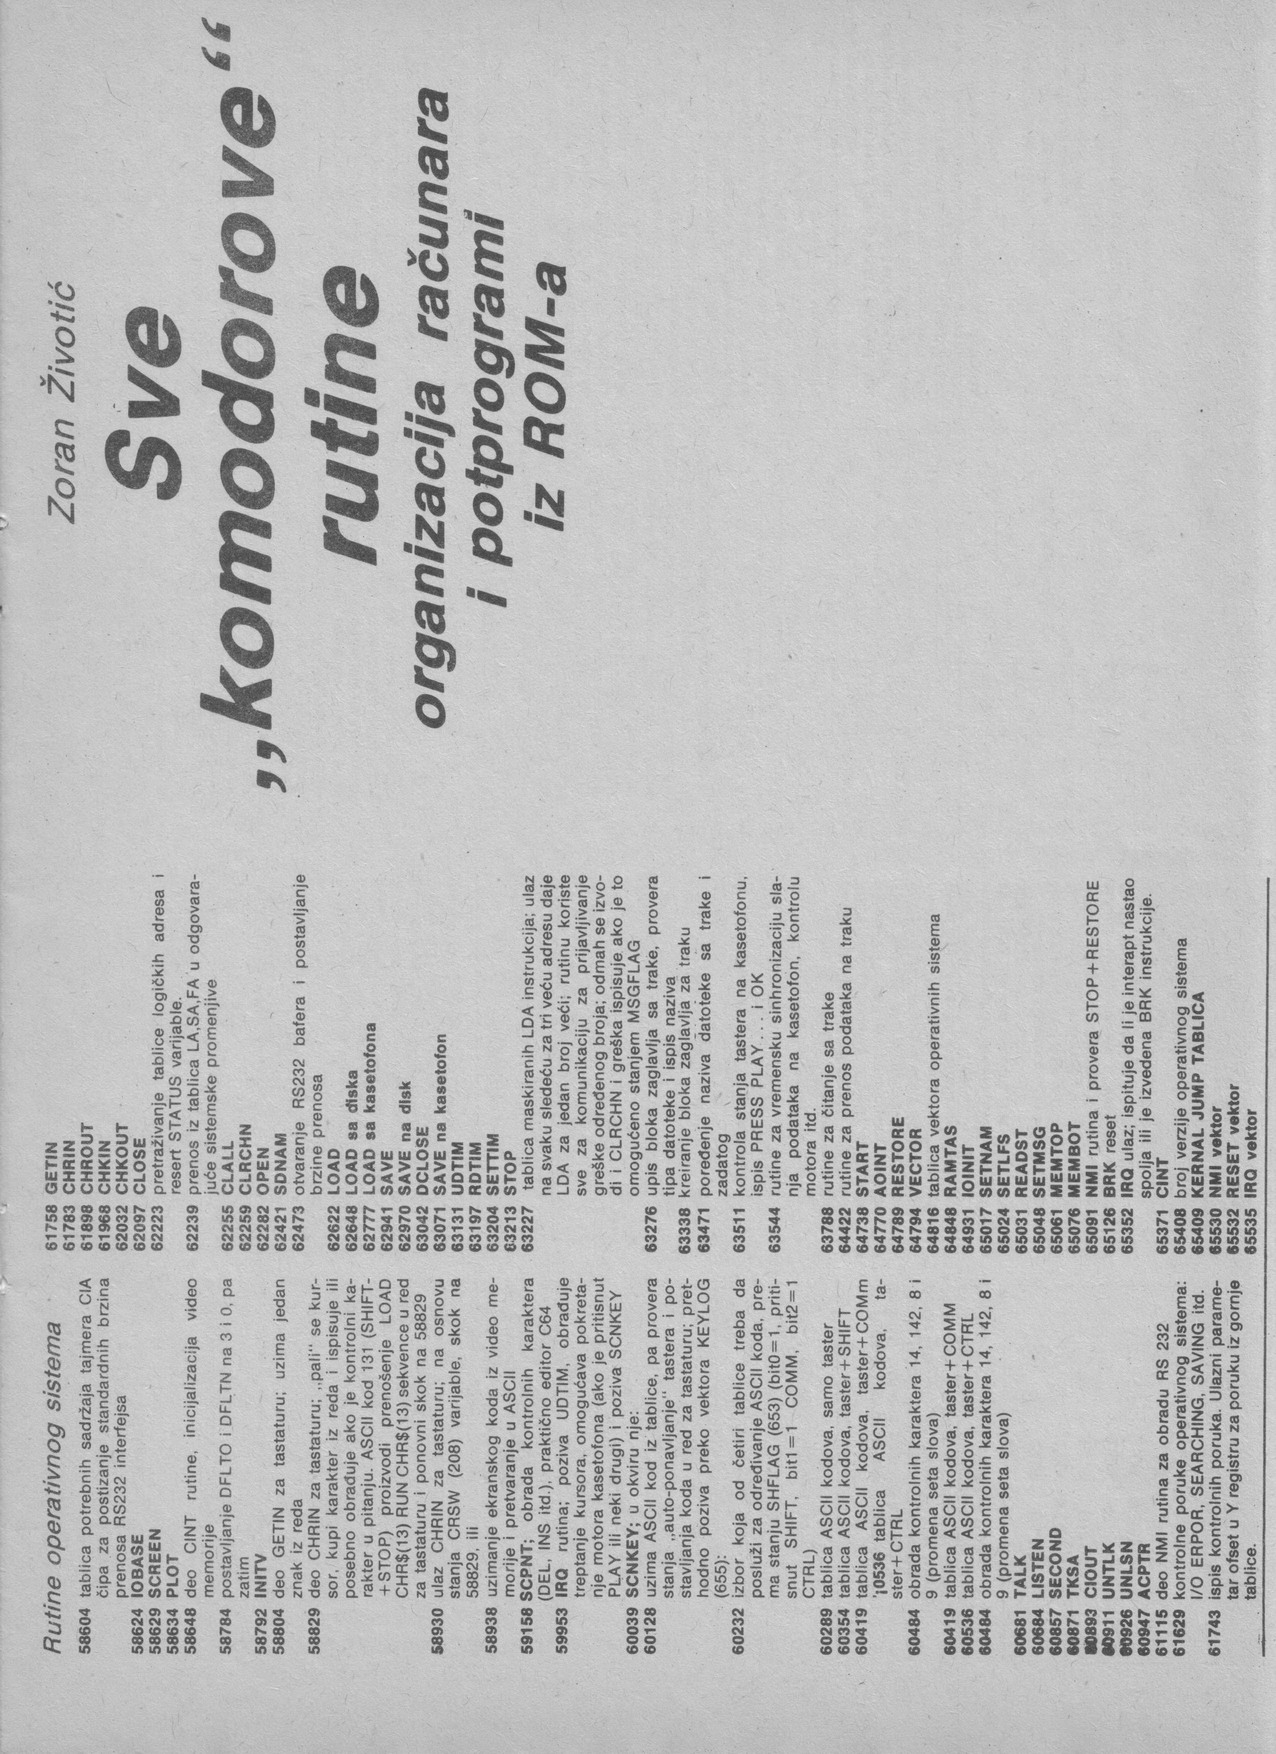 Rutine operativnog sistema
58604 tablica potrebnih sadržaja tajmera CIA
čipa za postizanje standardnih brzina
prenosa RS232 interfejsa
58624 IOBASE
58629 SCREEN
58634 PLOT
58648 deo CINT rutine, inicijalizacija video
memorije
58784 postavljanje DFLTO i DFLTN na 3 i 0, pa
zatim
58792 INITV
58804 deo GETIN za tastaturu; uzima jedan
znak iz reda
58829 deo CHRIN za tastaturu; „pali“ se kur-
sor, kupi karakter iz reda i ispisuje ili
posebno obrađuje ako je kontrolni ka-
rakter u pitanju. ASCII kod 131 (SHIFT-
+STOP) proizvodi prenošenje LOAD
CHR$(13) RUN CHR$(13) sekvence u red
za tastaturu i ponovni skok na 58829
58930 ulaz CHRIN za tastaturu; na osnovu
stanja CRSW (208) varijable, skok na
58829, ili
58938 uzimanje ekranskog koda iz video me-
morije i pretvaranje u ASCII
59158 SCPNT; obrada kontrolnih karaktera
(DEL, INS itd.), praktično editor C64
59953 IRQ rutina; poziva UDTIM, obrađuje
treptanje kursora, omogućava pokreta-
nje motora kasetofona (ako je pritisnut
PLAY ili neki drugi) i poziva SCNKEY
60039 SCNKEY; u okviru nje:
60128 uzima ASCII kod iz tablice, pa provera
stanja „auto-ponavljanje“ tastera i po-
stavljanja koda u red za tastaturu; pret-
hodno poziva preko vektora KEYLOG
(655):
60232 izbor koja od četiri tablice treba da
posluži za određivanje ASCII koda, pre-
ma stanju SHFLAG (653) (bit0=1, priti-
snut SHIFT, bit1=1 COMM, bit2=1
CTRL)
60289 tablica ASCII kodova, samo taster
60354 tablica ASCII kodova, taster+SHIFT
60419 tablica ASCII kodova, taster+COMm
'j0536 tablica ASCII, kodova, ta-
ster+CTRL
60484 obrada kontrolnih karaktera 14, 142, 8 i
9 (promena seta slova)
60419 tablica ASCII kodova, taster+COMM
60536 tablica ASCII kodova, taster+CTRL
60484 obrada kontrolnih karaktera 14, 142, 8 i
9 (promena seta slova)
60681 TALK
60684 LISTEN
60857 SECOND
60871 TKSA
60893 CIOUT
60911 UNTLK
60926 UNLSN
60947 ACPTR
61115 deo NMI rutina za obradu RS 232
61629 kontrolne poruke operativnog sistema:
I/O ERPOR, SEARCHING, SAVING itd.
61743 ispis kontrolnih poruka. Ulazni parame-
tar ofset u Y registru za poruku iz gornje
tablice.
61758 GETIN
61783 CHRIN
61898 CHROUT
61968 CHKIN
62032 CHKOUT
62097 CLOSE
62223 pretraživanje tablice logičkih adresa i
resert STATUS varijable.
62239 prenos iz tablica LA,SA,FA u odgovara-
juće sistemske promenjive
62255 CLALL
62259 CLRCHN
62282 OPEN
62421 SDNAM
62473 otvaranje RS232 bafera i postavljanje
brzine prenosa
62622 LOAD
62648 LOAD sa diska
62777 LOAD sa kasetofona
62941 SAVE
62970 SAVE na disk
63042 DCLOSE
63071 SAVE na kasetofon
63131 UDTIM
63197 RDTIM
63204 SETTIM
63213 STOP
63227 tablica maskiranih LDA instrukcija; ulaz
na svaku sledeću za tri veću adresu daje
LDA za jedan broj veći; rutinu koriste
sve za komunikaciju za prijavljivanje
greške određenog broja; odmah se izvo-
di i CLRCHN i greška ispisuje ako je to
omogućeno stanjem MSGFLAG
63276 upis bloka zaglavlja sa trake, provera
tipa datoteke i ispis naziva
63338 kreiranje bloka zaglavlja za traku
63471 poređenje naziva datoteke sa trake i
zadatog
63511 kontrola stanja tastera na kasetofonu,
ispis PRESS PLAY.... i OK
63544 rutine za vremensku sinhronizaciju sla-
nja podataka na kasetofon, kontrolu
motora itd.
63788 rutine za čitanje sa trake
64422 rutine za prenos podataka na traku
64738 START
64770 AOINT
64789 RESTORE
64794 VECTOR
64816 tablica vektora operativnih sistema
64848 RAMTAS
64931 IOINIT
65017 SETNAM
65024 SETLFS
65031 READST
65048 SETMSG
65061 MEMTOP
65076 MEMBOT
65091 NMI rutina i provera STOP+RESTORE
65126 BRK reset
65352 IRQ ulaz; ispituje da li je interapt nastao
spolja ili je izvedena BRK instrukcije.
65371 CINT
65408 broj verzije operativnog sistema
65409 KERNAL JUMP TABLICA
65530 NMI vektor
65532 RESET vektor
65535 IRQ vektor
Zoran Životić
Sve
„komodorove“
rutine
organizacija računara
i potprogrami
iz ROM-a